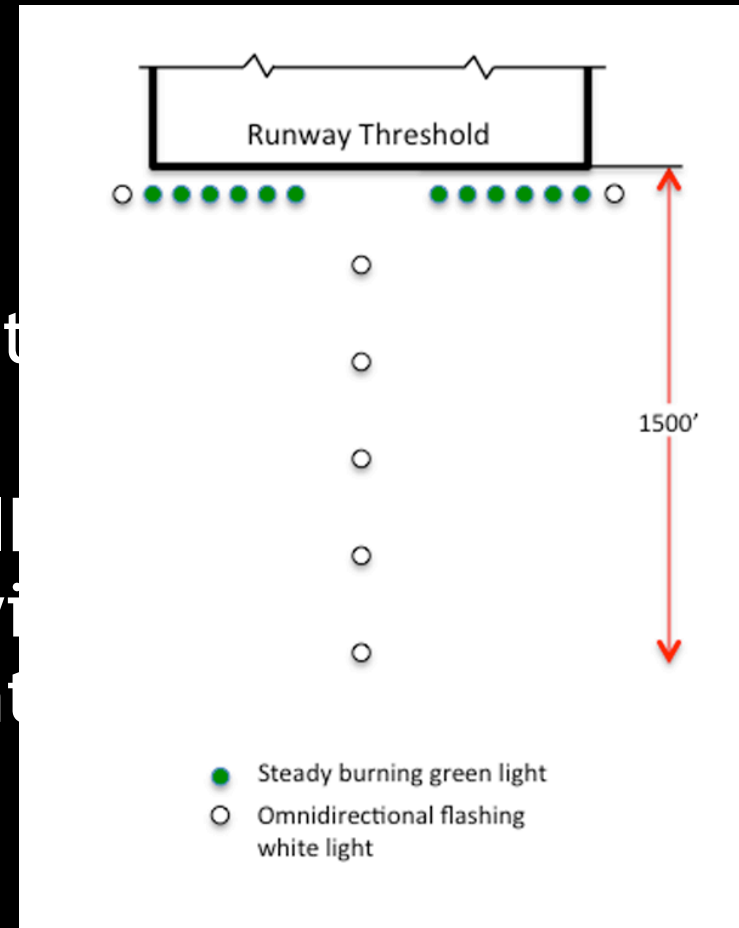 Runway Threshold
1500’
Steady burning green light
Omnidirectional flashing
white light